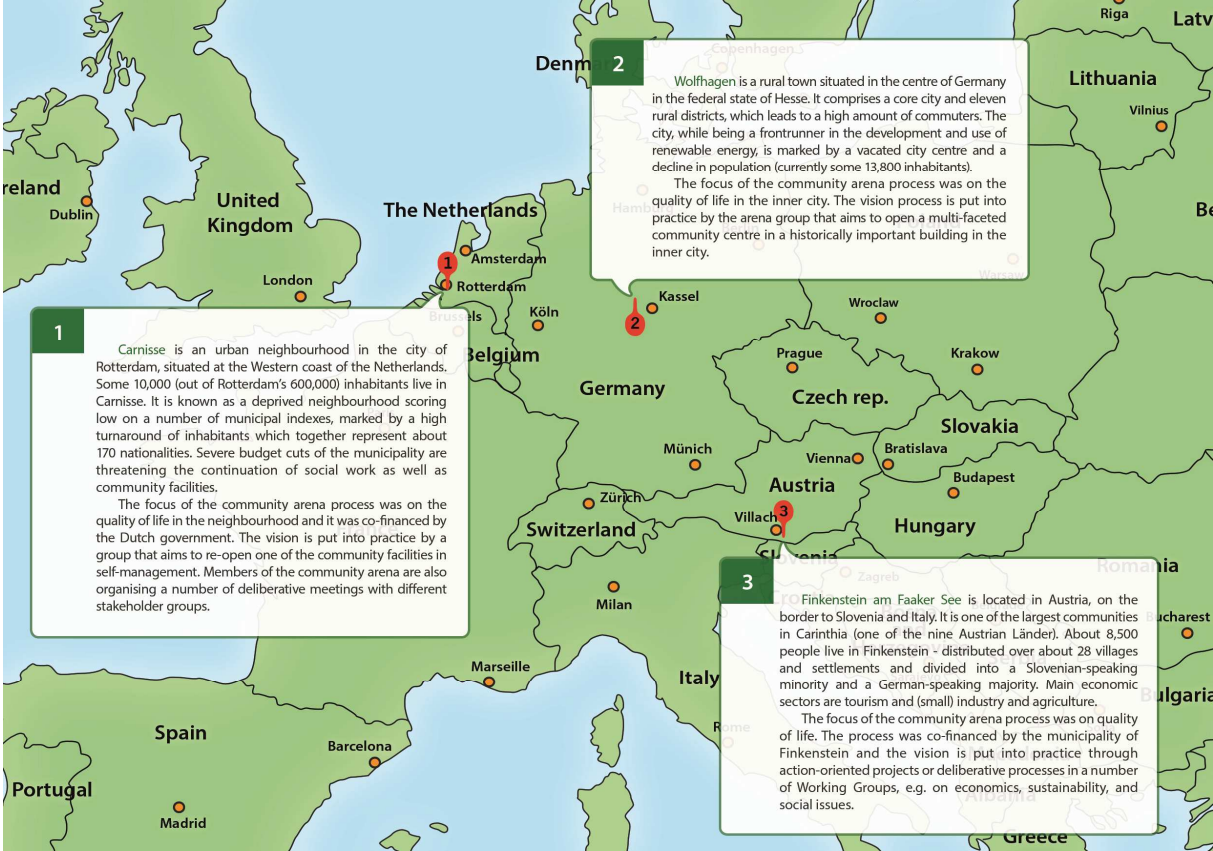 Riga
Latv
Copenhagen
Denm
Lithuania
Vilnius
reland
Dublin
United
Kingdom
London
The Netherlands
1
Amsterdam
Rotterdam
Brussels
Belgium
Köln
Hamburg
Berlin
Poland
Warsaw
Be
2
Wolfhagen is a rural town situated in the centre of Germany
in the federal state of Hesse. It comprises a core city and eleven
rural districts, which leads to a high amount of commuters. The
city, while being a frontrunner in the development and use of
renewable energy, is marked by a vacated city centre and a
decline in population (currently some 13,800 inhabitants).
The focus of the community arena process was on the
quality of life in the inner city. The vision process is put into
practice by the arena group that aims to open a multi-faceted
community centre in a historically important building in the
inner city.
Kassel
2
Wroclaw
Prague
Krakow
Germany
Czech rep.
Slovakia
Münich
Vienna
Bratislava
Austria
Budapest
Zürich
Switzerland
Villach
3
Hungary
Slovenia
Zagreb
Romania
1
Carnisse is an urban neighbourhood in the city of
Rotterdam, situated at the Western coast of the Netherlands.
Some 10,000 (out of Rotterdam's 600,000) inhabitants live in
Carnisse. It is known as a deprived neighbourhood scoring
low on a number of municipal indexes, marked by a high
turnaround of inhabitants which together represent about
170 nationalities. Severe budget cuts of the municipality are
threatening the continuation of social work as well as
community facilities.
The focus of the community arena process was on the
quality of life in the neighbourhood and it was co-financed by
the Dutch government. The vision is put into practice by a
group that aims to re-open one of the community facilities in
self-management. Members of the community arena are also
organising a number of deliberative meetings with different
stakeholder groups.
France
Milan
Marseille
Italy
Rome
Spain
Barcelona
Portugal
Madrid
3
Finkenstein am Faaker See is located in Austria, on the
border to Slovenia and Italy. It is one of the largest communities
in Carinthia (one of the nine Austrian Länder). About 8,500
people live in Finkenstein - distributed over about 28 villages
and settlements and divided into a Slovenian-speaking
minority and a German-speaking majority. Main economic
sectors are tourism and (small) industry and agriculture.
The focus of the community arena process was on quality
of life. The process was co-financed by the municipality of
Finkenstein and the vision is put into practice through
action-oriented projects or deliberative processes in a number
of Working Groups, e.g. on economics, sustainability, and
social issues.
ucharest
ulgaria
Albania
Greece